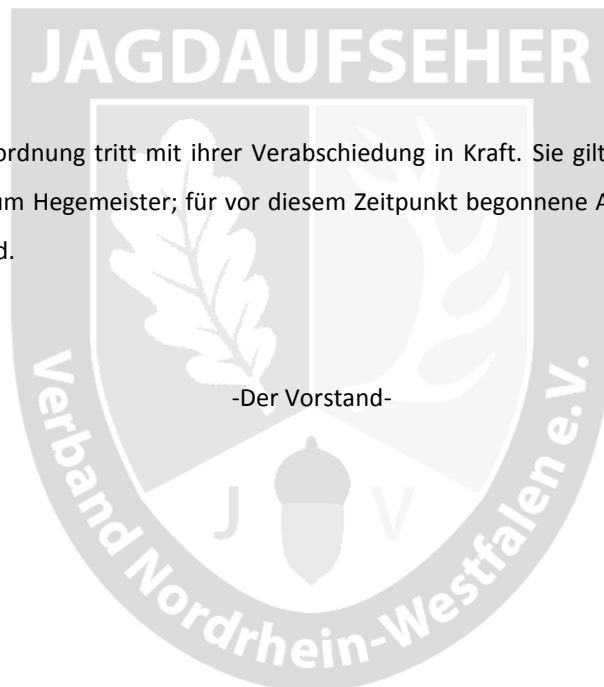 JAGDAUFSEHER
ordnung tritt mit ihrer Verabschiedung in Kraft. Sie gilt
um Hegemeister; für vor diesem Zeitpunkt begonnene A
d.
-Der Vorstand-
J V
Verband Nordrhein-Westfalen e.V.